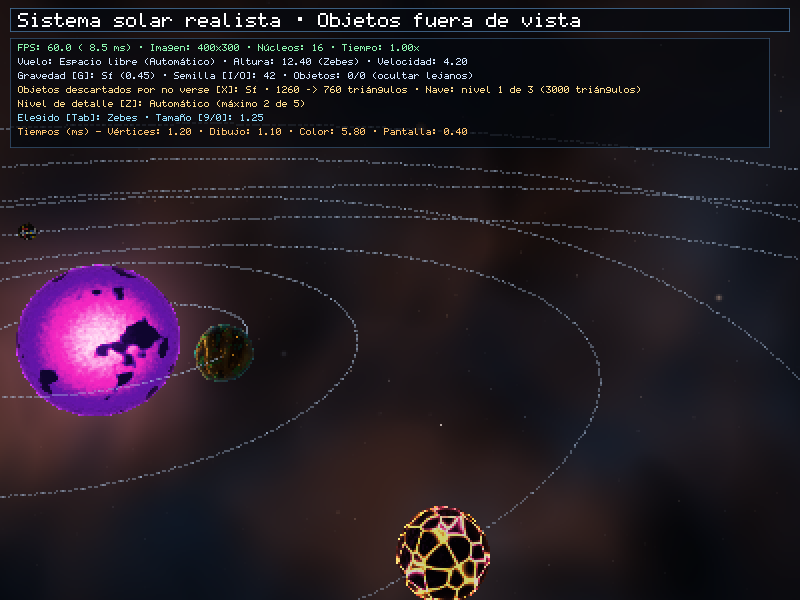 Sistema solar realista • Objetos fuera de vista
FPS: 60.0 ( 8.5 ms) · Imagen: 400x300 · Núcleos: 16 · Tiempo: 1.00x
Vuelo: Espacio libre (Automático) · Altura: 12.40 (Zebes) · Velocidad: 4.20
Gravedad [G]: Sí (0.45) · Semilla [I/O]: 42 · Objetos: 0/0 (ocultar lejanos)
Objetos descartados por no verse [X]: Sí · 1260 -> 760 triángulos · Nave: nivel 1 de 3 (3000 triángulos)
Nivel de detalle [Z]: Automático (máximo 2 de 5)
Elegido [Tab]: Zebes · Tamaño [9/0]: 1.25
Tiempos (ms) - Vértices: 1.20 · Dibujo: 1.10 · Color: 5.80 · Pantalla: 0.40